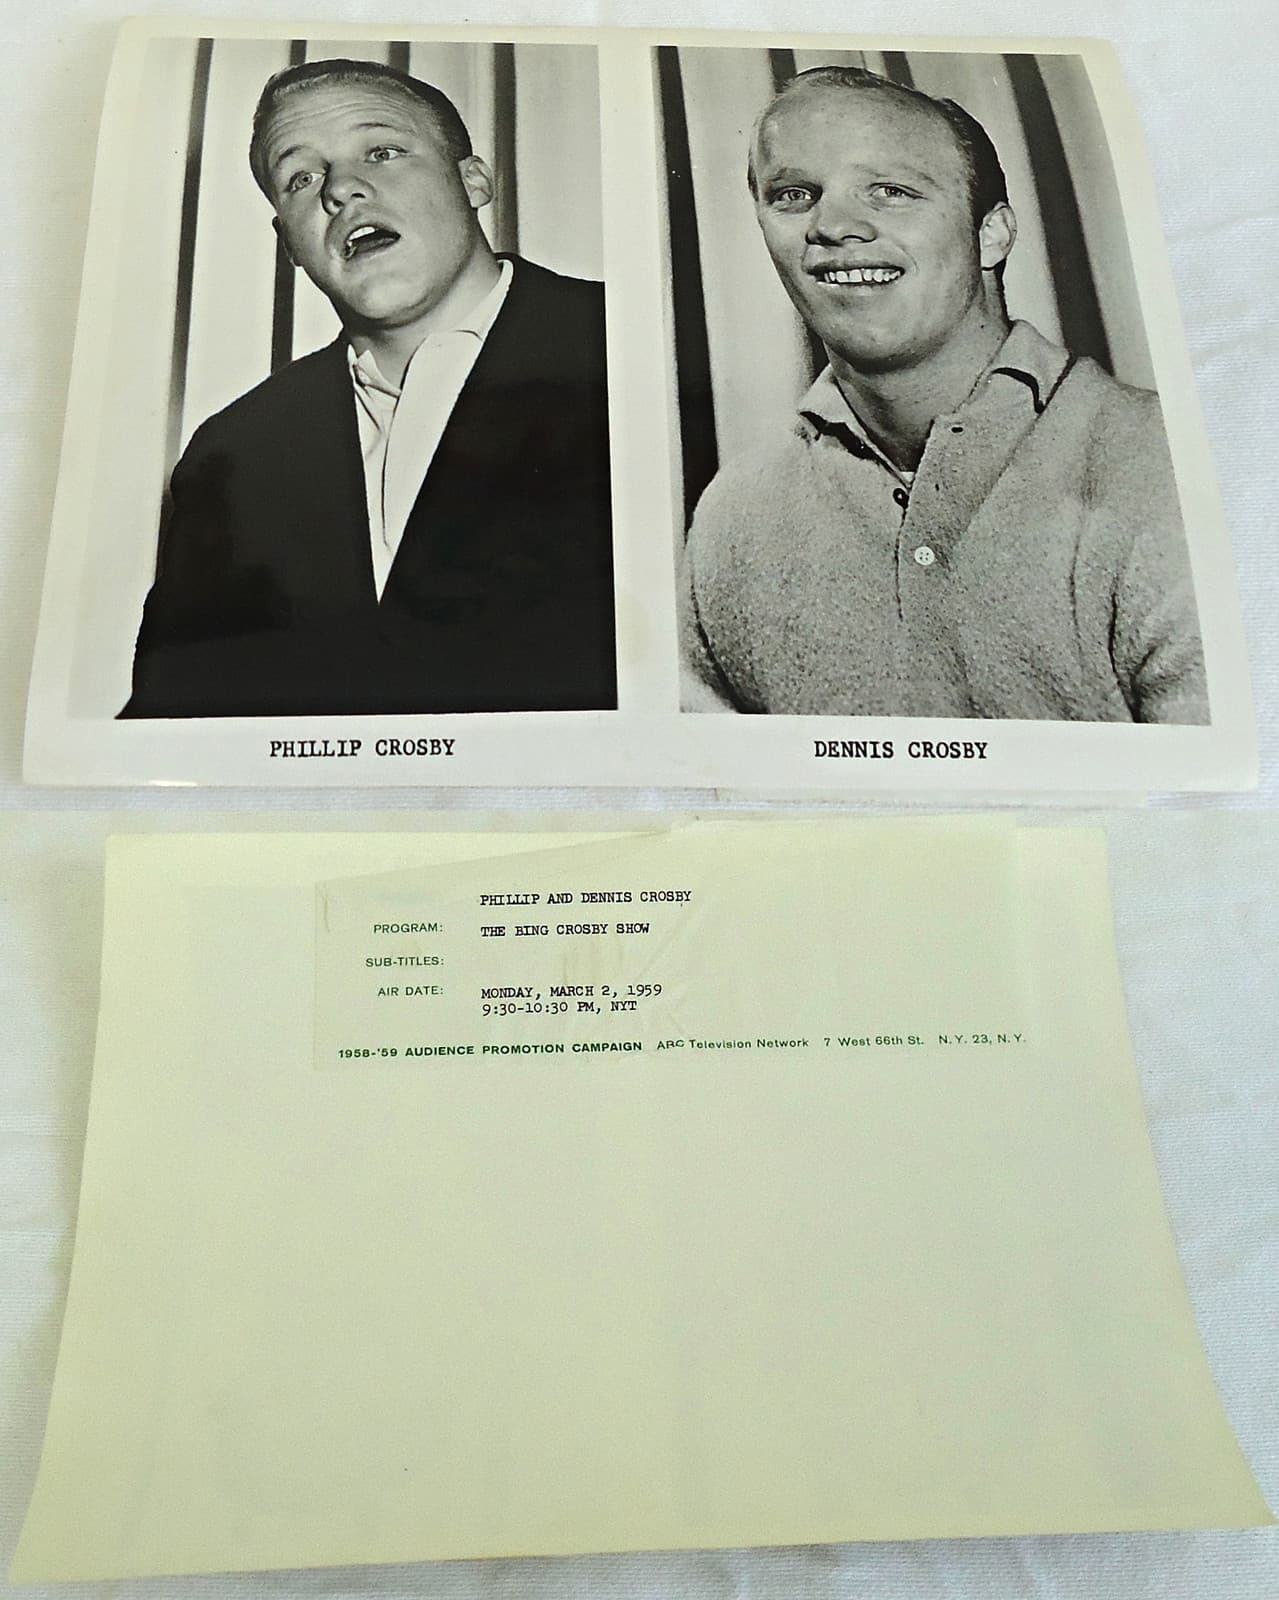 PHILLIP CROSBY
DENNIS CROSBY
PHILLIP AND DENNIS CROSBY
PROGRAM: THE BING CROSBY SHOW
SUB-TITLES:
AIR DATE: MONDAY, MARCH 2, 1959
9:30-10:30 PM, NYT
1958-'59 AUDIENCE PROMOTION CAMPAIGN ABC Television Network 7 West 66th St. N.Y. 23, N.Y.